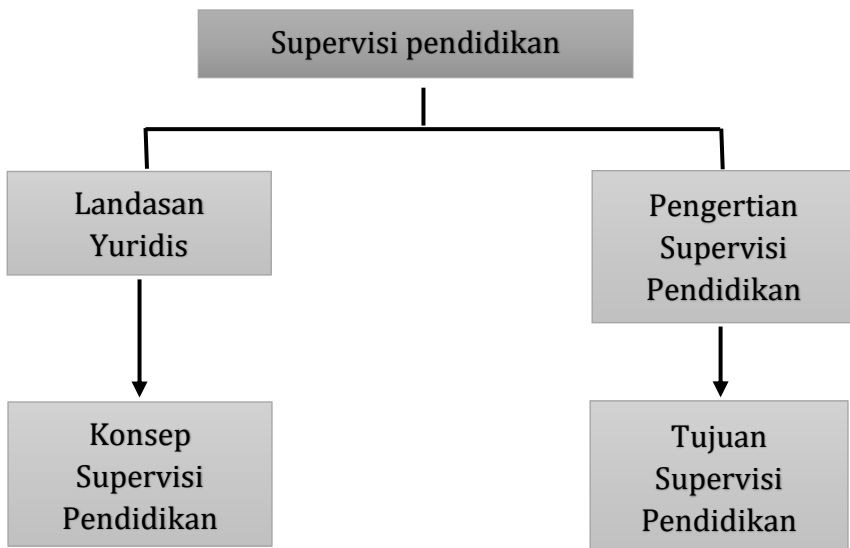 Supervisi pendidikan
Landasan
Yuridis
Pengertian
Supervisi
Pendidikan
Konsep
Supervisi
Pendidikan
Tujuan
Supervisi
Pendidikan